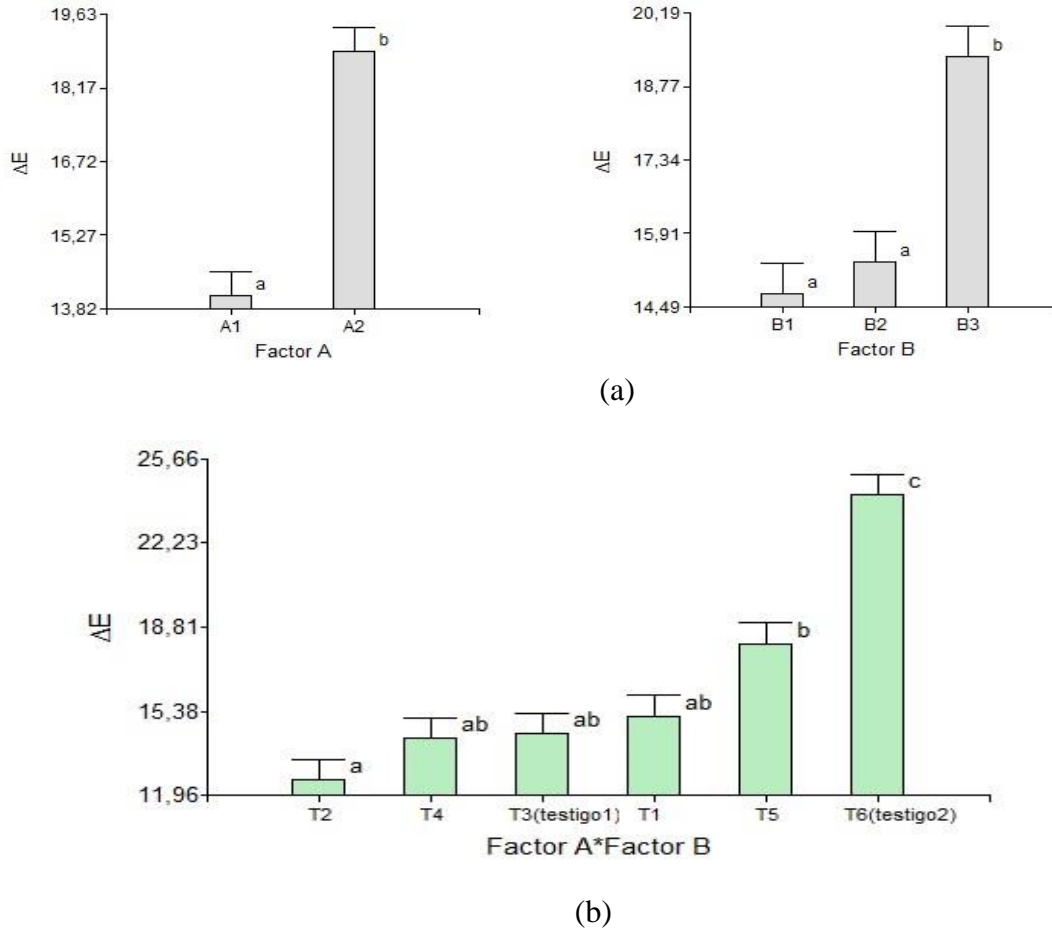 19,63
18,17
16,72
15,27
13,82
ΔE
a
b
A1 A2
Factor A
20,19
18,77
17,34
15,91
14,49
ΔE
a
a
b
B1 B2 B3
Factor B
(a)
25,66
22,23
18,81
15,38
11,96
ΔE
a
ab
ab
ab
b
c
T2 T4 T3(testigo1) T1 T5 T6(testigo2)
Factor A*Factor B
(b)